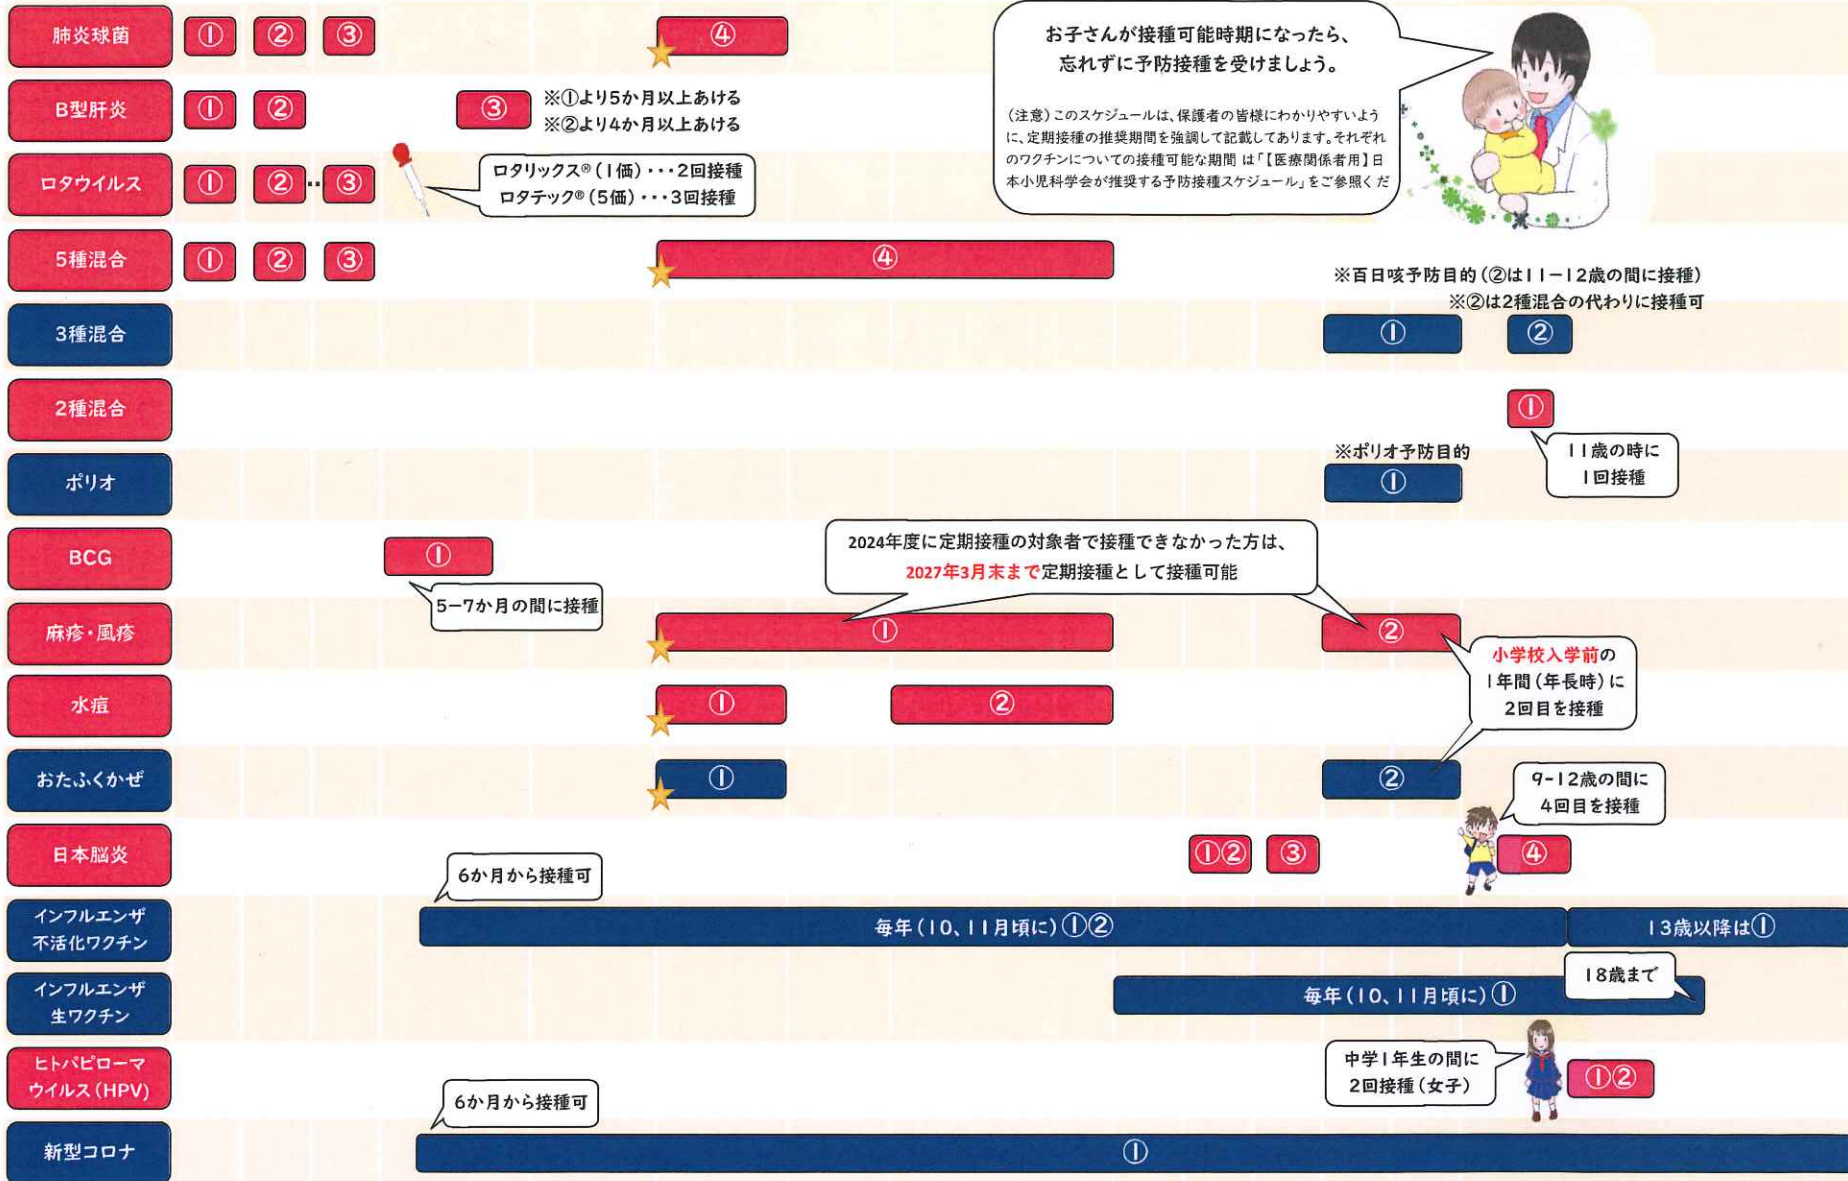 肺炎球菌 ① ② ③ ④
お子さんが接種可能時期になったら、
忘れずに予防接種を受けましょう。
(注意)このスケジュールは、保護者の皆様にわかりやすいよう
に、定期接種の推奨期間を強調して記載してあります。それぞれ
のワクチンについての接種可能な期間 は「【医療関係者用】日
本小児科学会が推奨する予防接種スケジュール」をご参照くだ
B型肝炎 ① ② ③
※①より5か月以上あける
※②より4か月以上あける
ロタウイルス ① ② ‥ ③
ロタリックス®(1価)・・・2回接種
ロタテック®(5価)・・・3回接種
5種混合 ① ② ③ ④
※百日咳予防目的(②は11-12歳の間に接種)
※②は2種混合の代わりに接種可
3種混合 ① ②
2種混合 ①
11歳の時に
1回接種
※ポリオ予防目的
ポリオ ①
BCG ①
5-7か月の間に接種
2024年度に定期接種の対象者で接種できなかった方は、
2027年3月末まで定期接種として接種可能
麻疹・風疹 ① ②
小学校入学前の
1年間(年長時)に
2回目を接種
水痘 ① ②
おたふくかぜ ① ②
9-12歳の間に
4回目を接種
日本脳炎 ①② ③ ④
6か月から接種可
インフルエンザ
不活化ワクチン
毎年(10、11月頃に)①② 13歳以降は①
インフルエンザ
生ワクチン
毎年(10、11月頃に)① 18歳まで
ヒトパピローマ
ウイルス(HPV)
中学1年生の間に
2回接種(女子)
①②
6か月から接種可
新型コロナ ①